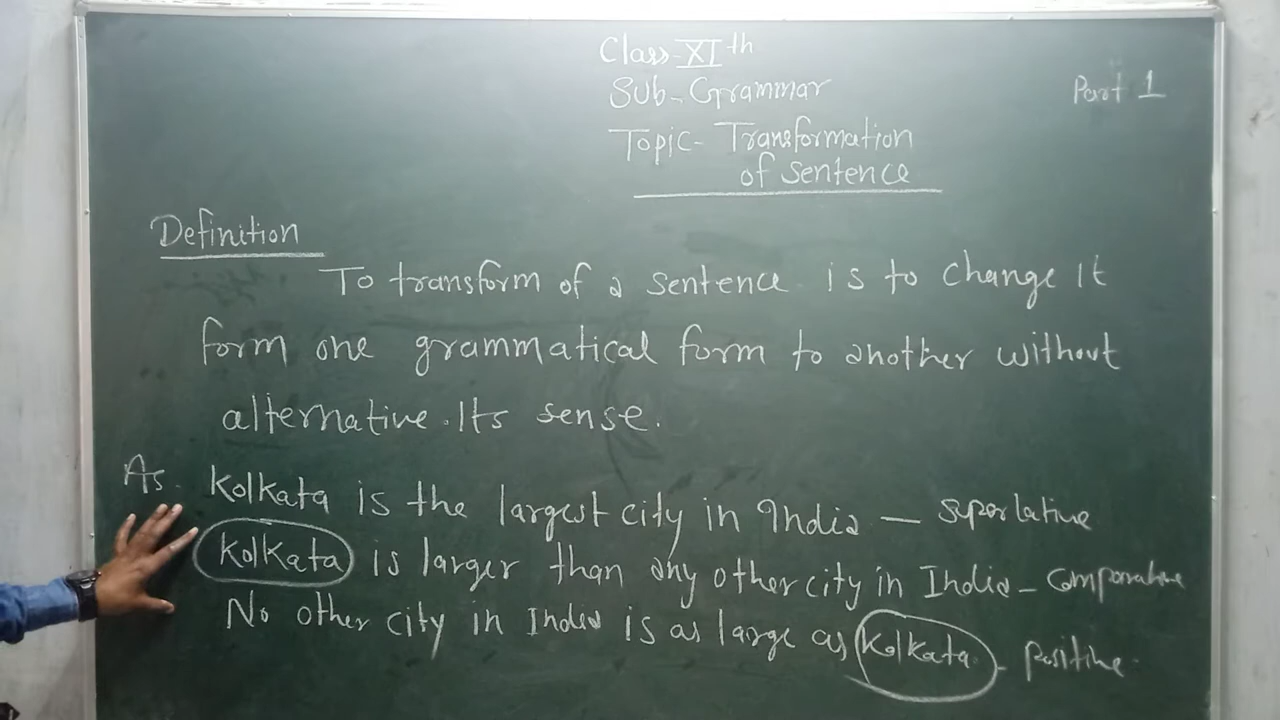 Class-XIth
Sub-Grammar
Part 1
Topic- Transformation
of Sentence
Definition
To transform of a sentence is to change It
form one grammatical form to another without
alternative. Its sense.
As. Kolkata is the largest city in India — superlative
Kolkata is larger than any other city in India - comparative
No other city in India is as large as Kolkata. - positive.